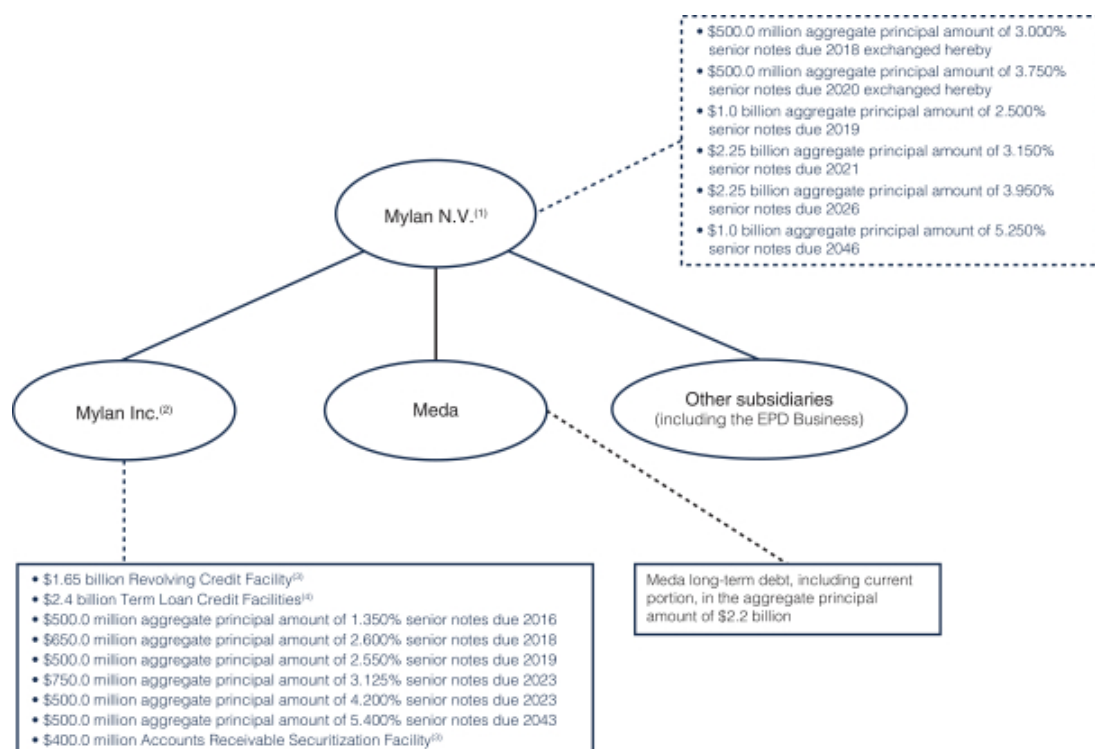 • $500.0 million aggregate principal amount of 3.000%
senior notes due 2018 exchanged hereby
• $500.0 million aggregate principal amount of 3.750%
senior notes due 2020 exchanged hereby
• $1.0 billion aggregate principal amount of 2.500%
senior notes due 2019
• $2.25 billion aggregate principal amount of 3.150%
senior notes due 2021
• $2.25 billion aggregate principal amount of 3.950%
senior notes due 2026
• $1.0 billion aggregate principal amount of 5.250%
senior notes due 2046
Mylan N.V.(1)
Mylan Inc.(2)
Meda
Other subsidiaries
(including the EPD Business)
• $1.65 billion Revolving Credit Facility(3)
• $2.4 billion Term Loan Credit Facilities(4)
• $500.0 million aggregate principal amount of 1.350% senior notes due 2016
• $650.0 million aggregate principal amount of 2.600% senior notes due 2018
• $500.0 million aggregate principal amount of 2.550% senior notes due 2019
• $750.0 million aggregate principal amount of 3.125% senior notes due 2023
• $500.0 million aggregate principal amount of 4.200% senior notes due 2023
• $500.0 million aggregate principal amount of 5.400% senior notes due 2043
• $400.0 million Accounts Receivable Securitization Facility(3)
Meda long-term debt, including current
portion, in the aggregate principal
amount of $2.2 billion